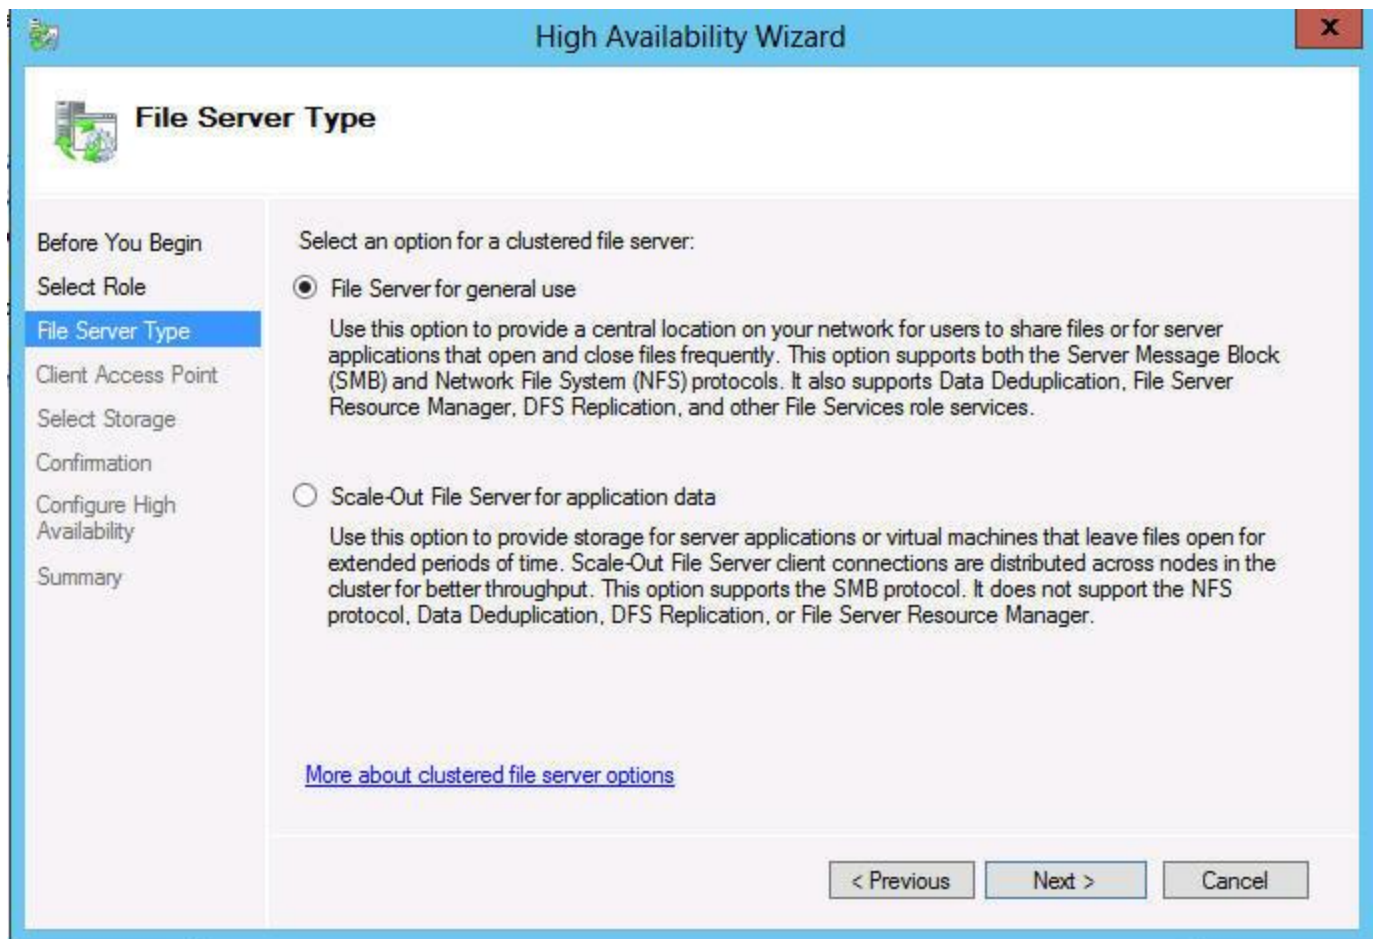 High Availability Wizard
x
File Server Type
Before You Begin
Select Role
File Server Type
Client Access Point
Select Storage
Confirmation
Configure High
Availability
Summary
Select an option for a clustered file server:
File Server for general use
Use this option to provide a central location on your network for users to share files or for server
applications that open and close files frequently. This option supports both the Server Message Block
(SMB) and Network File System (NFS) protocols. It also supports Data Deduplication, File Server
Resource Manager, DFS Replication, and other File Services role services.
Scale-Out File Server for application data
Use this option to provide storage for server applications or virtual machines that leave files open for
extended periods of time. Scale-Out File Server client connections are distributed across nodes in the
cluster for better throughput. This option supports the SMB protocol. It does not support the NFS
protocol, Data Deduplication, DFS Replication, or File Server Resource Manager.
More about clustered file server options
< Previous
Next >
Cancel